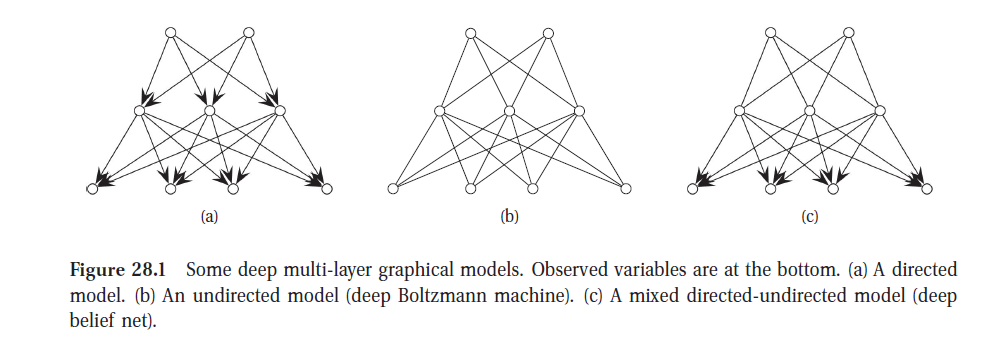 (a)
(b)
(c)
Figure 28.1 Some deep multi-layer graphical models. Observed variables are at the bottom. (a) A directed
model. (b) An undirected model (deep Boltzmann machine). (c) A mixed directed-undirected model (deep
belief net).